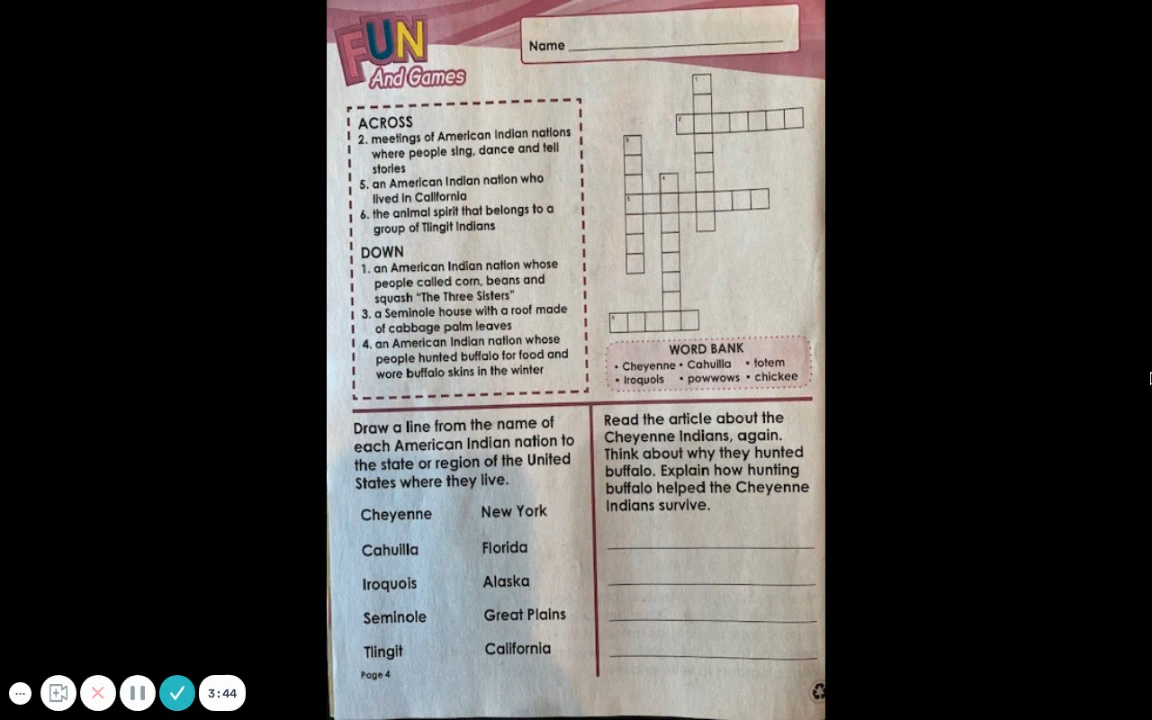 FUN
And Games
Name
ACROSS
2. meetings of American Indian nations
where people sing, dance and tell
stories
5. an American Indian nation who
lived in California
6. the animal spirit that belongs to a
group of Tlingit Indians
DOWN
1. an American Indian nation whose
people called corn, beans and
squash "The Three Sisters"
3. a Seminole house with a roof made
of cabbage palm leaves
4. an American Indian nation whose
people hunted buffalo for food and
wore buffalo skins in the winter
1
2
3
4
5
6
WORD BANK
• Cheyenne • Cahuilla • totem
• Iroquois • powwows • chickee
Draw a line from the name of
each American Indian nation to
the state or region of the United
States where they live.
Cheyenne New York
Cahuilla Florida
Iroquois Alaska
Seminole Great Plains
Tlingit California
Page 4
Read the article about the
Cheyenne Indians, again.
Think about why they hunted
buffalo. Explain how hunting
buffalo helped the Cheyenne
Indians survive.
3:44